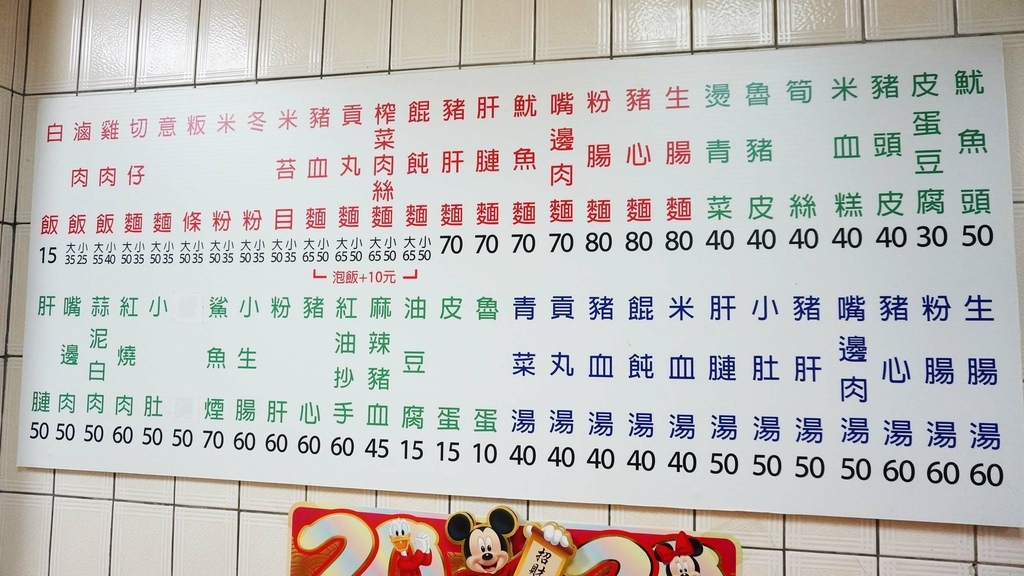 白飯 15
滷肉飯 大35 小25
雞肉飯 大55 小40
切仔麵 大50 小35
意麵 大50 小35
粄條 大50 小35
米粉 大50 小35
冬粉 大50 小35
米苔目 大50 小35
豬血麵 大65 小50
貢丸麵 大65 小50
榨菜肉絲麵 大65 小50
餛飩麵 大65 小50
泡飯+10元
豬肝麵 70
肝腱麵 70
魷魚麵 70
嘴邊肉麵 70
粉腸麵 80
豬心麵 80
生腸麵 80
燙青菜 40
魯豬皮 40
筍絲 40
米血糕 40
豬頭皮 40
皮蛋豆腐 30
魷魚頭 50
肝腱 50
嘴邊肉 50
蒜泥白肉 50
紅燒肉 60
小肚 50
50
鯊魚煙 70
小生腸 60
粉肝 60
豬心 60
紅油抄手 60
麻辣豬血 45
油豆腐 15
皮蛋 15
魯蛋 10
青菜湯 40
貢丸湯 40
豬血湯 40
餛飩湯 40
米血湯 40
肝腱湯 50
小肚湯 50
豬肝湯 50
嘴邊肉湯 50
豬心湯 60
粉腸湯 60
生腸湯 60
招財